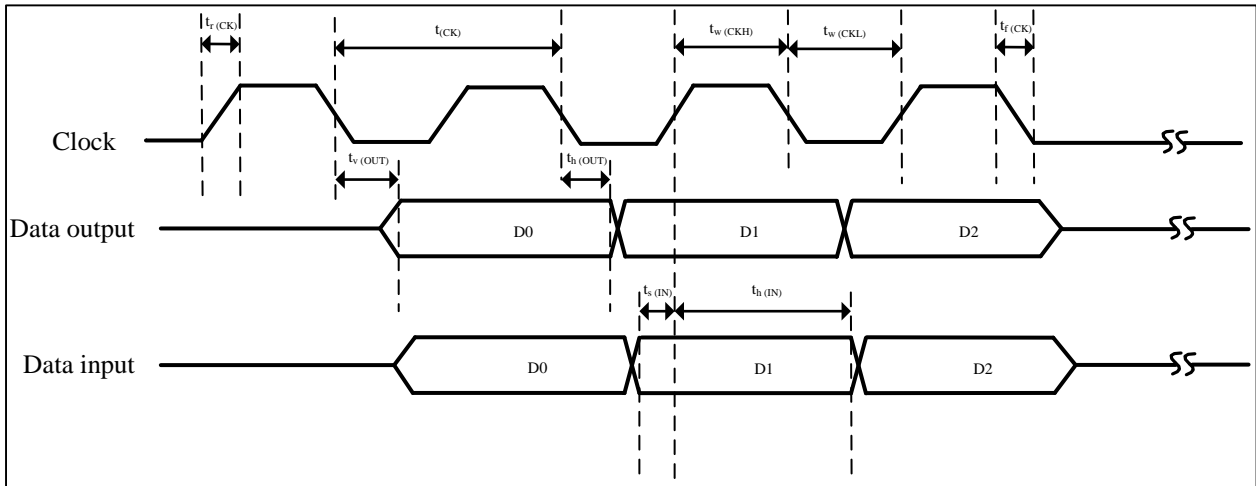 tr (CK)
t(CK)
tw (CKH)
tw (CKL)
tf (CK)
Clock
tv (OUT)
th (OUT)
Data output
D0
D1
D2
ts (IN)
th (IN)
Data input
D0
D1
D2